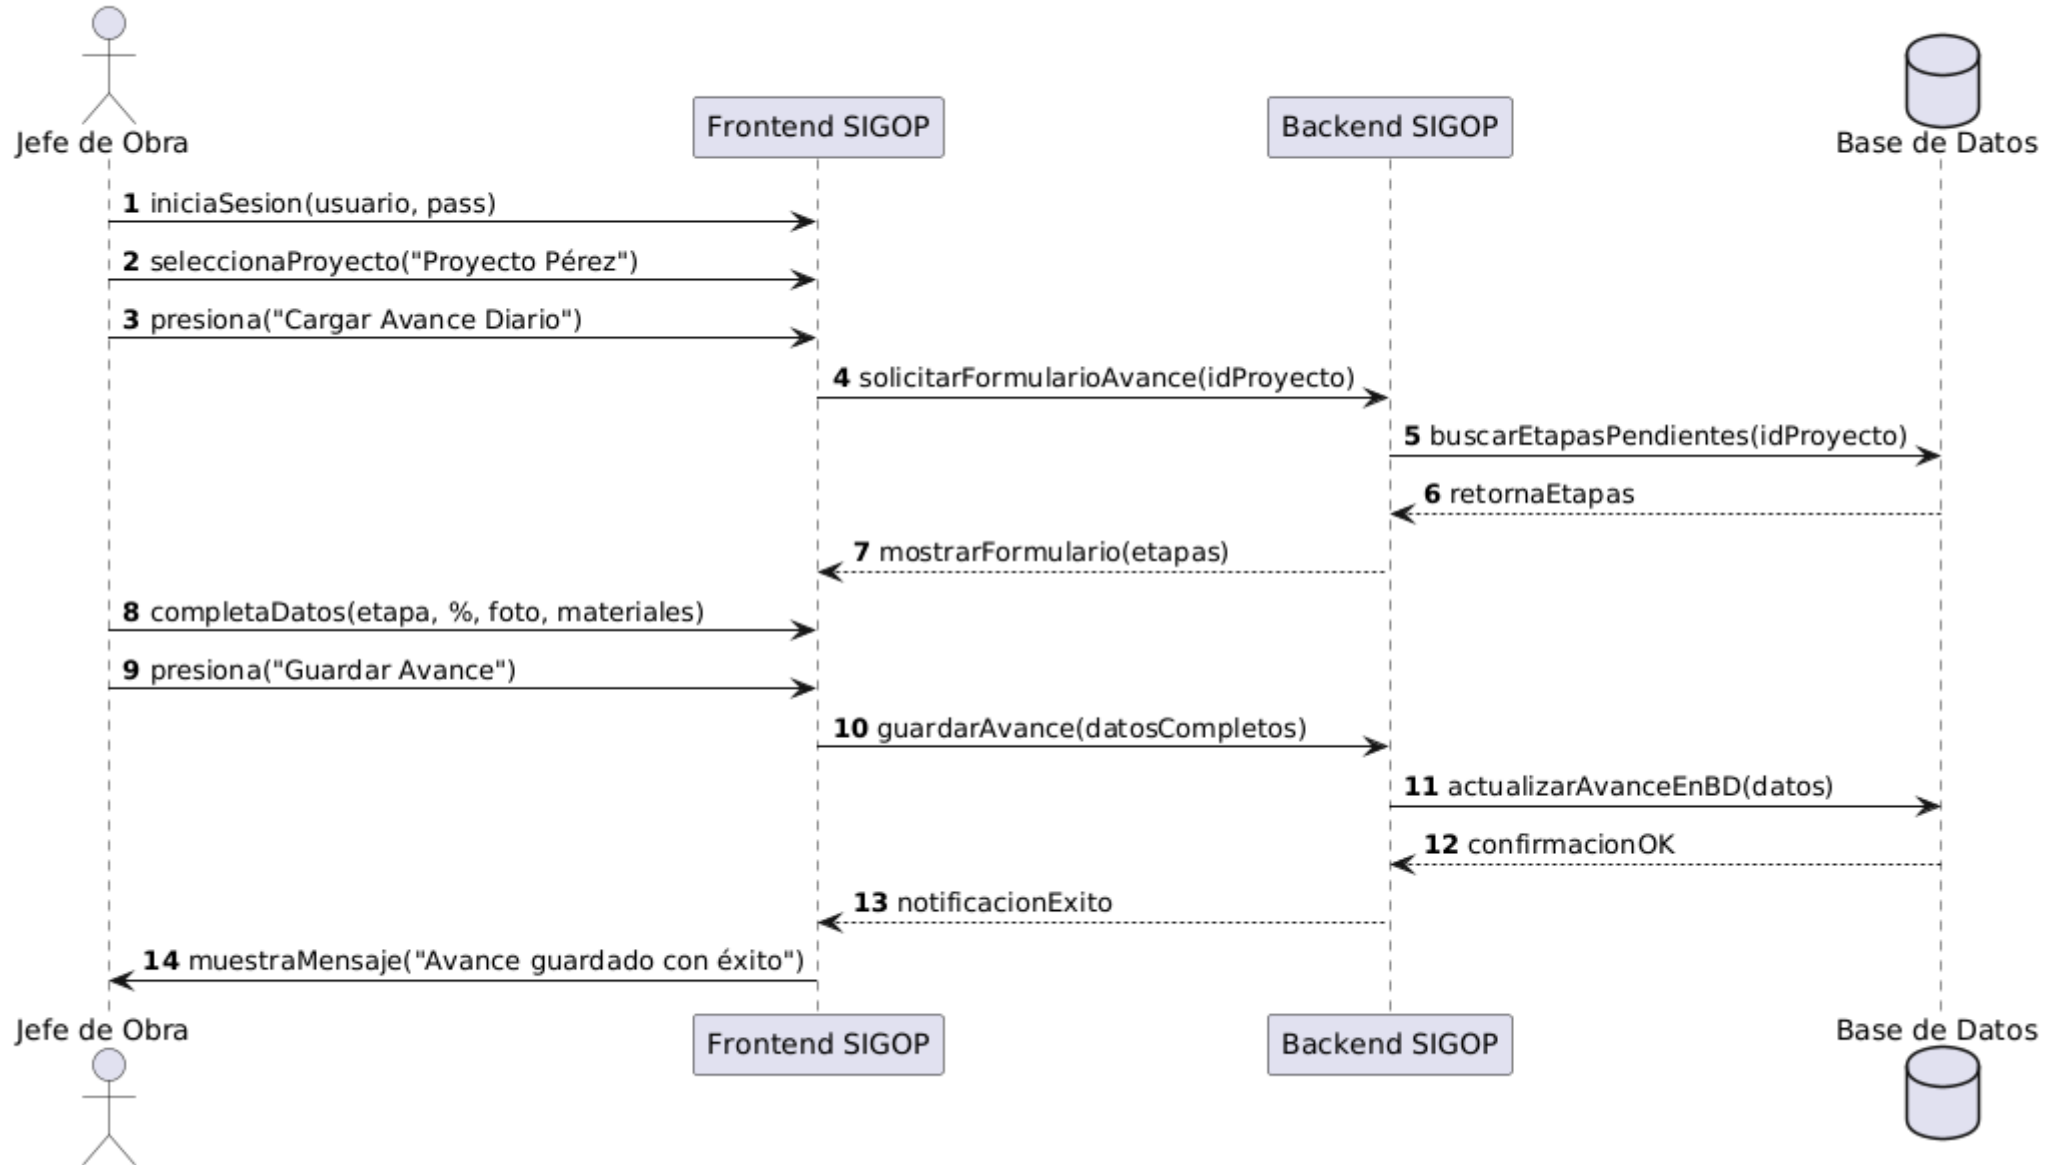 Jefe de Obra
Frontend SIGOP
Backend SIGOP
Base de Datos
1 iniciaSesion(usuario, pass)
2 seleccionaProyecto("Proyecto Pérez")
3 presiona("Cargar Avance Diario")
4 solicitarFormularioAvance(idProyecto)
5 buscarEtapasPendientes(idProyecto)
6 retornaEtapas
7 mostrarFormulario(etapas)
8 completaDatos(etapa, %, foto, materiales)
9 presiona("Guardar Avance")
10 guardarAvance(datosCompletos)
11 actualizarAvanceEnBD(datos)
12 confirmacionOK
13 notificacionExito
14 muestraMensaje("Avance guardado con éxito")
Jefe de Obra
Frontend SIGOP
Backend SIGOP
Base de Datos